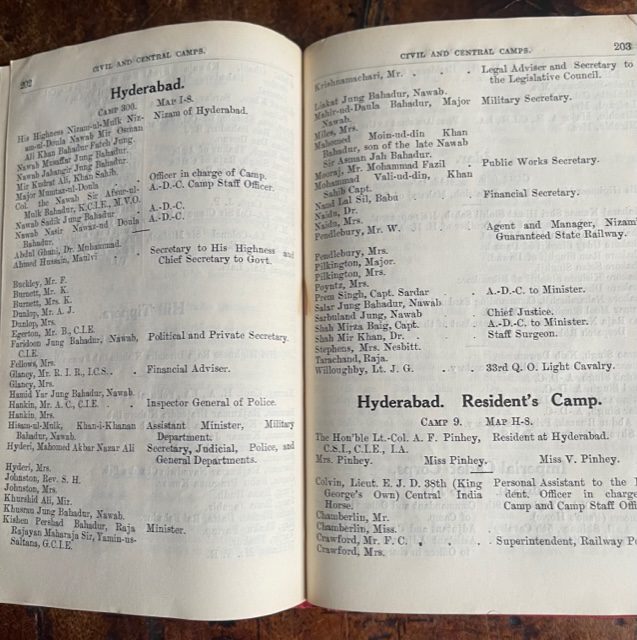 202
CIVIL AND CENTRAL CAMPS.
Hyderabad.
CAMP 300. MAP I-8.
His Highness Nizam-ul-Mulk Niz- Nizam of Hyderabad.
am-ul-Doula Nawab Mir Osman
Ali Khan Bahadur Fateh Jung.
Nawab Muzaffar Jung Bahadur.
Nawab Jahangir Jung Bahadur.
Mir Kudrat Ali, Khan Sahib.
Major Mumtaz-ul-Doula . Officer in charge of Camp.
Col. the Nawab Sir Afsur-ul- A.-D.-C. Camp Staff Officer.
Mulk Bahadur, K.C.I.E., M.V.O.
Nawab Sadik Jung Bahadur . A.-D.-C.
Nawab Nasir Nawaz-ud Doula A.-D.-C.
Bahadur.
Abdul Ghani, Dr. Muhammad.
Ahmed Hussain, Maulvi . Secretary to His Highness and
Chief Secretary to Govt.
Buckley, Mr. F.
Burnett, Mr. K.
Burnett, Mrs. K.
Dunlop, Mr. A. J.
Dunlop, Mrs.
Egerton, Mr. B., C.I.E.
Faridoon Jung Bahadur, Nawab, Political and Private Secretary.
C.I.E.
Fellows, Mrs.
Glancy, Mr. R. I. R., I.C.S. . . Financial Adviser.
Glancy, Mrs.
Hamid Yar Jung Bahadur, Nawab.
Hankin, Mr. A. C., C.I.E. . . Inspector General of Police.
Hankin, Mrs.
Hissan-ul-Mulk, Khan-i-Khanan Assistant Minister, Military
Bahadur, Nawab. Department.
Hyderi, Mahomed Akbar Nazar Ali Secretary, Judicial, Police, and
General Departments.
Hyderi, Mrs.
Johnston, Rev. S. H.
Johnston, Mrs.
Khurshid Ali, Mir.
Khusrau Jung Bahadur, Nawab.
Kishen Pershad Bahadur, Raja Minister.
Rajayan Maharaja Sir, Yamin-us-
Saltana, G.C.I.E.
CIVIL AND CENTRAL CAMPS.
203
Krishnamachari, Mr. . . . Legal Adviser and Secretary to
the Legislative Council.
Liakat Jung Bahadur, Nawab.
Mahir-ud-Daula Bahadur, Major Military Secretary.
Nawab.
Miles, Mrs.
Mahomed Moin-ud-din Khan
Bahadur, son of the late Nawab
Sir Asman Jah Bahadur.
Mooraj, Mr. Mohammad Fazil . Public Works Secretary.
Mohammad Vali-ud-din, Khan
Sahib Capt.
Nand Lal Sil, Babu . . Financial Secretary.
Naidu, Dr.
Naidu, Mrs.
Pendlebury, Mr. W. . Agent and Manager, Nizam'
Guaranteed State Railway.
Pendlebury, Mrs.
Pilkington, Major.
Pilkington, Mrs.
Poyntz, Mrs.
Prem Singh, Capt. Sardar . A.-D.-C. to Minister.
Salar Jung Bahadur, Nawab
Sarbuland Jung, Nawab . Chief Justice.
Shah Mirza Baig, Capt. . A.-D.-C. to Minister.
Shah Mir Khan, Dr. . . Staff Surgeon.
Stephens, Mrs. Nesbitt.
Tarachand, Raja.
Willoughby, Lt. J. G. . . 33rd Q. O. Light Cavalry.
Hyderabad. Resident's Camp.
CAMP 9. MAP H-8.
The Hon'ble Lt.-Col. A. F. Pinhey, Resident at Hyderabad.
C.S.I., C.I.E., I.A.
Mrs. Pinhey. Miss Pinhey. Miss V. Pinhey.
Colvin, Lieut. E. J. D. 38th (King Personal Assistant to the
George's Own) Central India dent. Officer in charge
Horse. Camp and Camp Staff Offi
Chamberlin, Mr.
Chamberlin, Miss.
Crawford, Mr. F. C. . . . Superintendent, Railway Po
Crawford, Mrs.